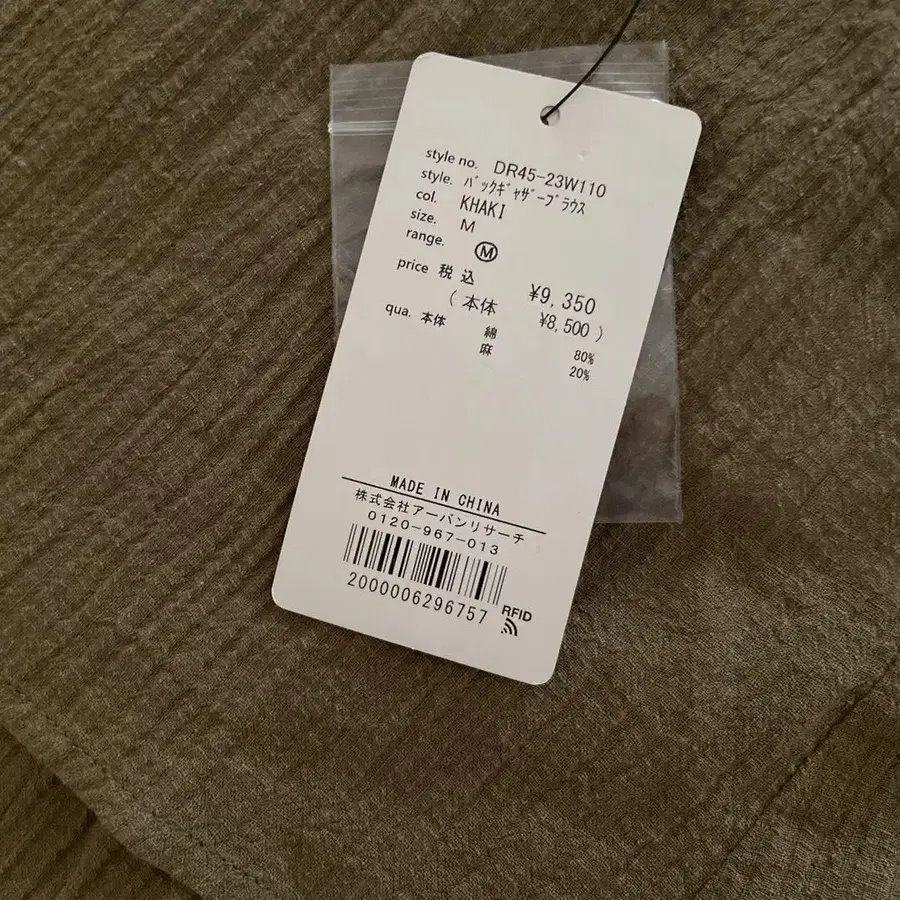 style no. DR45-23W110
style. ﾊﾞｯｸｷﾞｬｻﾞｰﾌﾞﾗｳｽ
col. KHAKI
size. M
range. Ⓜ
price 税込 ¥9,350
(本体 ¥8,500)
qua. 本体 綿 80%
麻 20%
MADE IN CHINA
株式会社アーバンリサーチ
0120-967-013
2000006296757
RFID